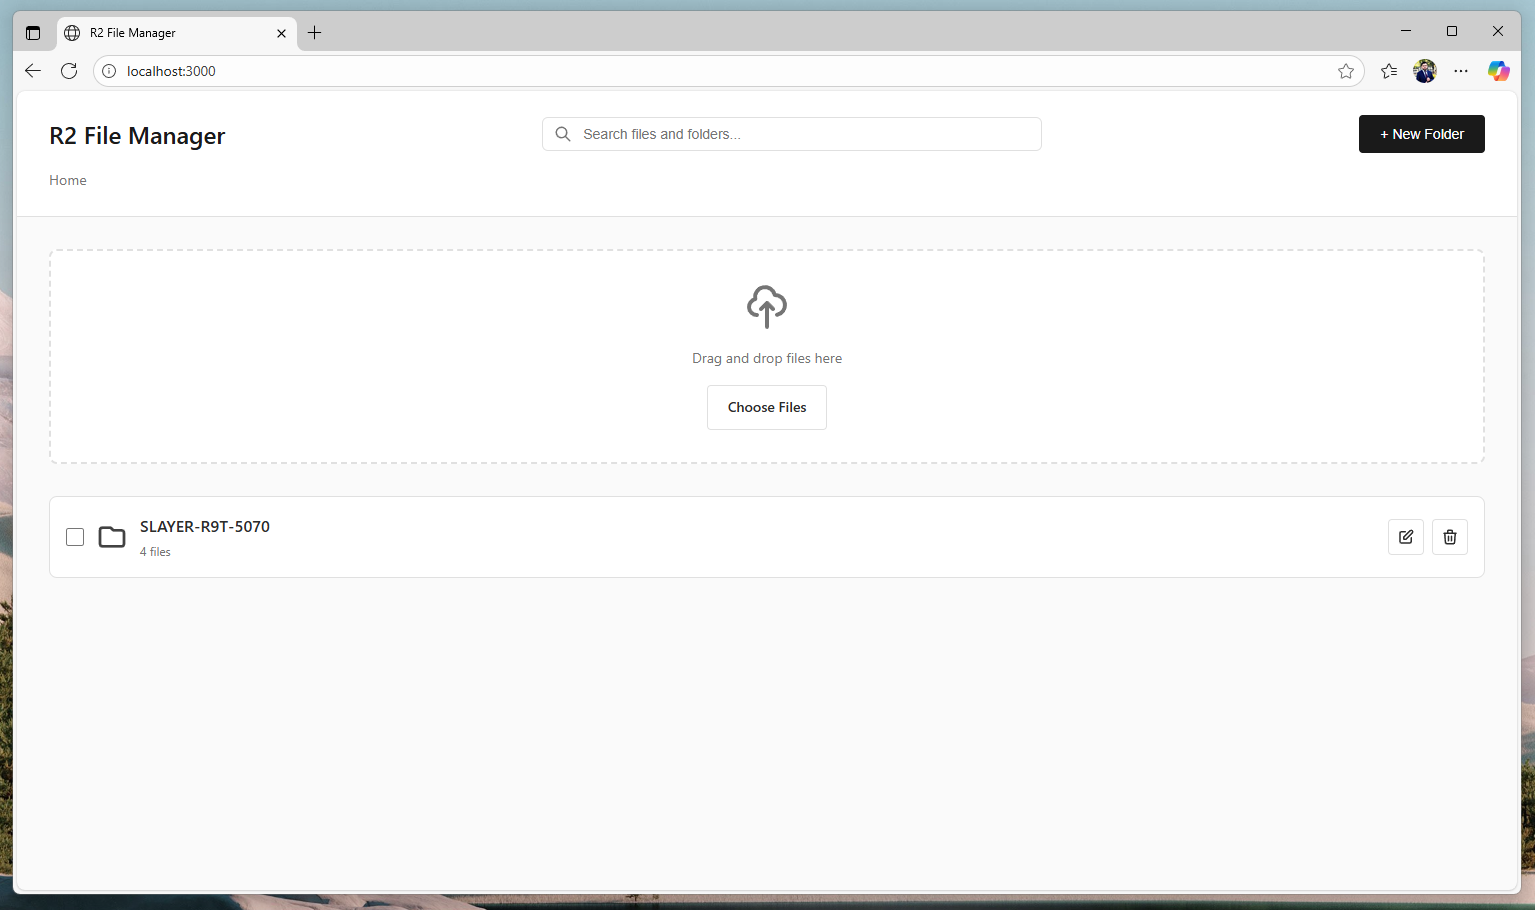 R2 File Manager
localhost:3000
R2 File Manager
Search files and folders...
+ New Folder
Home
Drag and drop files here
Choose Files
SLAYER-R9T-5070
4 files